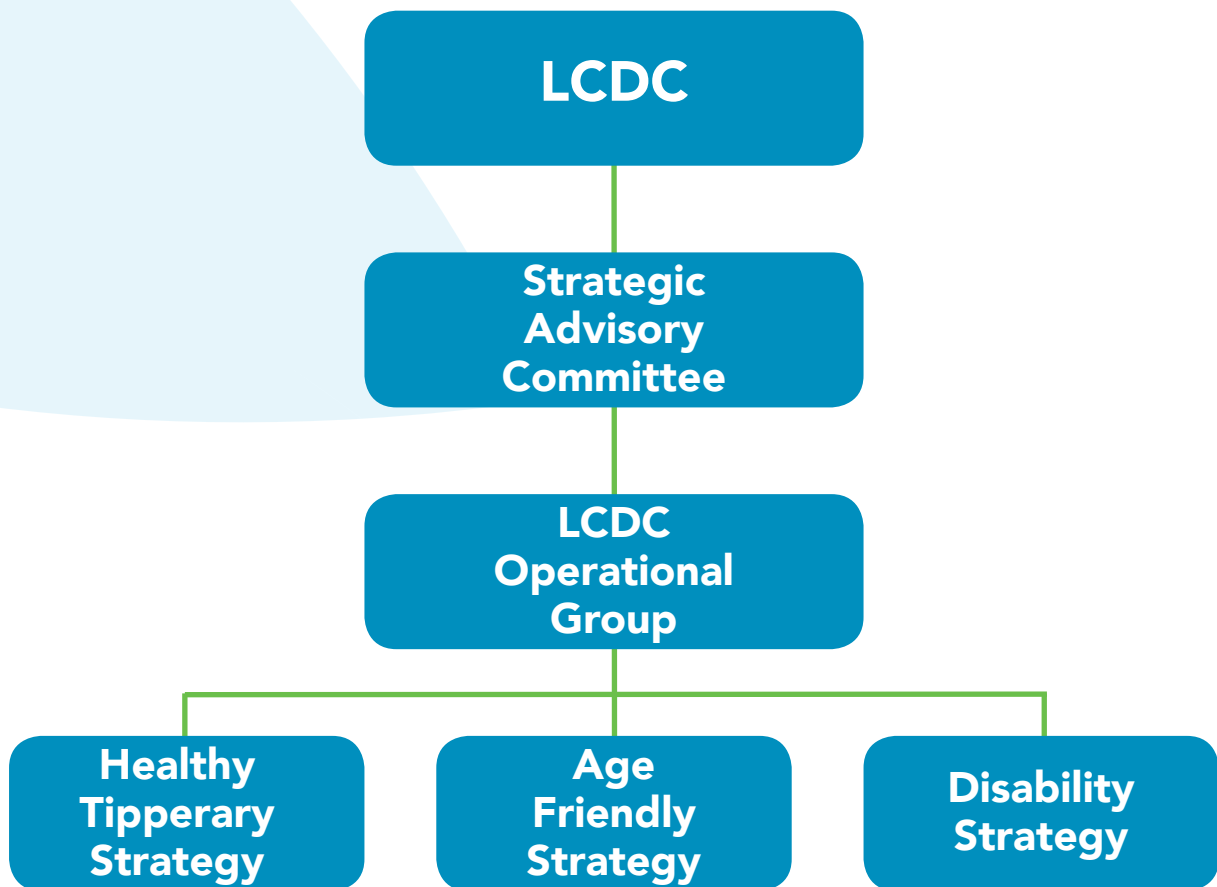 LCDC
Strategic
Advisory
Committee
LCDC
Operational
Group
Healthy
Tipperary
Strategy
Age
Friendly
Strategy
Disability
Strategy